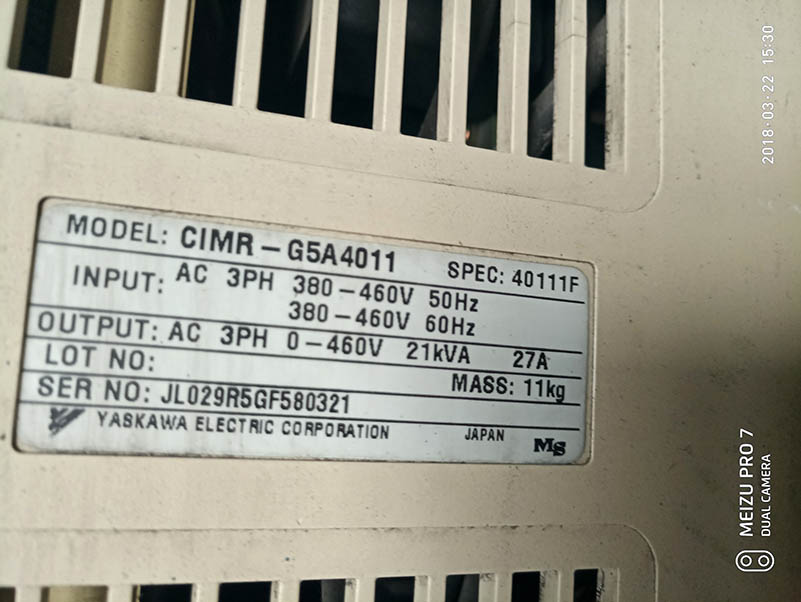 MODEL: CIMR-G5A4011 SPEC: 40111F
INPUT: AC 3PH 380-460V 50Hz
380-460V 60Hz
OUTPUT: AC 3PH 0-460V 21kVA 27A
LOT NO: MASS: 11kg
SER NO: JL029R5GF580321
YASKAWA ELECTRIC CORPORATION JAPAN MS
2018-03-22 15:30
MEIZU PRO 7
DUAL CAMERA